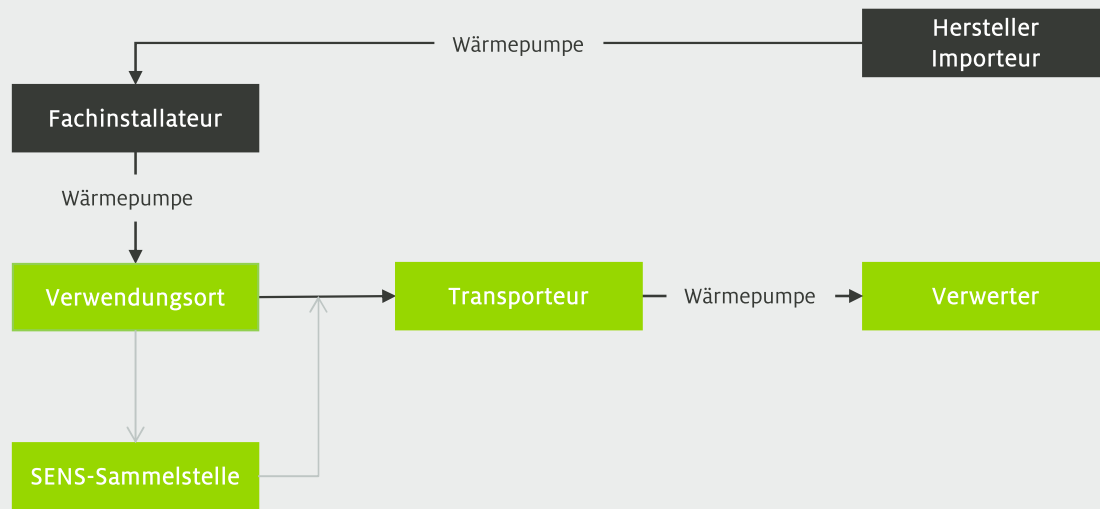 Hersteller
Importeur
Wärmepumpe
Fachinstallateur
Wärmepumpe
Verwendungsort
Transporteur
Wärmepumpe
Verwerter
SENS-Sammelstelle